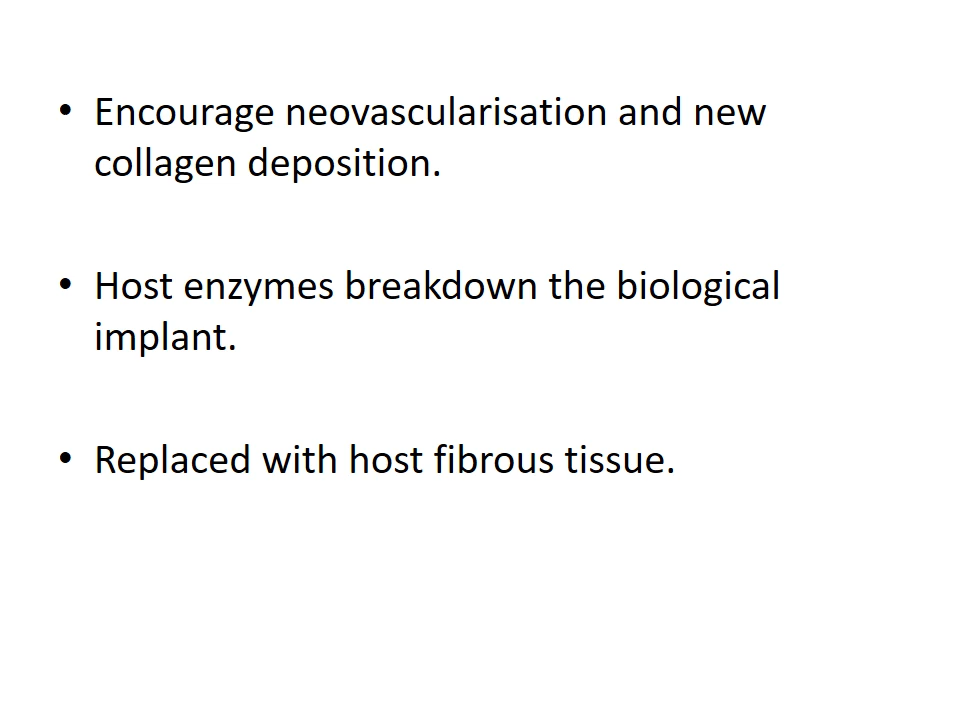 • Encourage neovascularisation and new
collagen deposition.
• Host enzymes breakdown the biological
implant.
• Replaced with host fibrous tissue.